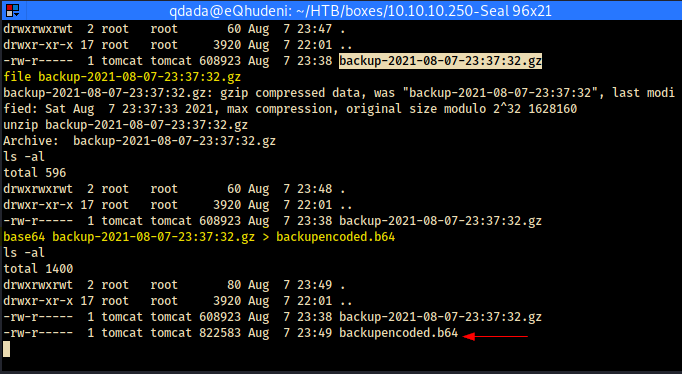 qdada@eQhudeni: ~/HTB/boxes/10.10.10.250-Seal 96x21
drwxrwxrwt  2 root   root       60 Aug  7 23:47 .
drwxr-xr-x 17 root   root     3920 Aug  7 22:01 ..
-rw-r-----  1 tomcat tomcat 608923 Aug  7 23:38 backup-2021-08-07-23:37:32.gz
file backup-2021-08-07-23:37:32.gz
backup-2021-08-07-23:37:32.gz: gzip compressed data, was "backup-2021-08-07-23:37:32", last modi
fied: Sat Aug  7 23:37:33 2021, max compression, original size modulo 2^32 1628160
unzip backup-2021-08-07-23:37:32.gz
Archive:  backup-2021-08-07-23:37:32.gz
ls -al
total 596
drwxrwxrwt  2 root   root       60 Aug  7 23:48 .
drwxr-xr-x 17 root   root     3920 Aug  7 22:01 ..
-rw-r-----  1 tomcat tomcat 608923 Aug  7 23:38 backup-2021-08-07-23:37:32.gz
base64 backup-2021-08-07-23:37:32.gz > backupencoded.b64
ls -al
total 1400
drwxrwxrwt  2 root   root       80 Aug  7 23:49 .
drwxr-xr-x 17 root   root     3920 Aug  7 22:01 ..
-rw-r-----  1 tomcat tomcat 608923 Aug  7 23:38 backup-2021-08-07-23:37:32.gz
-rw-r-----  1 tomcat tomcat 822583 Aug  7 23:49 backupencoded.b64